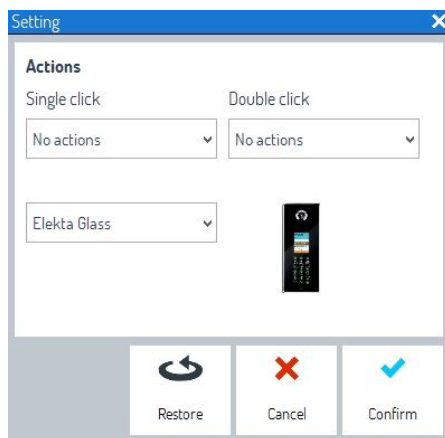 Setting
Actions
Single click Double click
No actions No actions
Elekta Glass
Restore Cancel Confirm